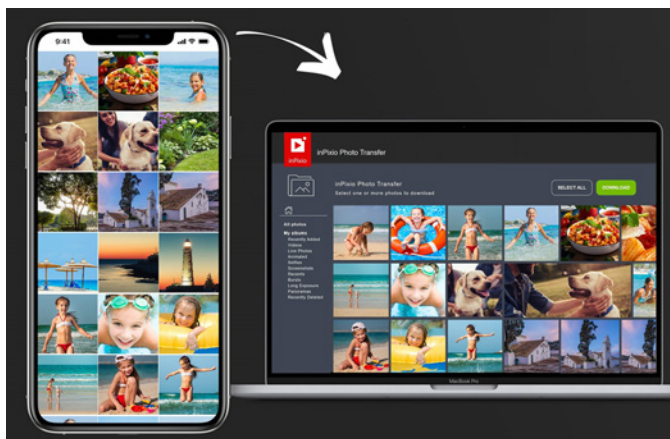 9:41
inPixio
inPixio Photo Transfer
inPixio Photo Transfer
Select one or more photos to download
SELECT ALL
DOWNLOAD
All photos
My albums
Recently Added
Videos
Live Photos
Animated
Selfies
Screenshots
Recents
Bursts
Long Exposure
Panoramas
Recently Deleted
MacBook Pro